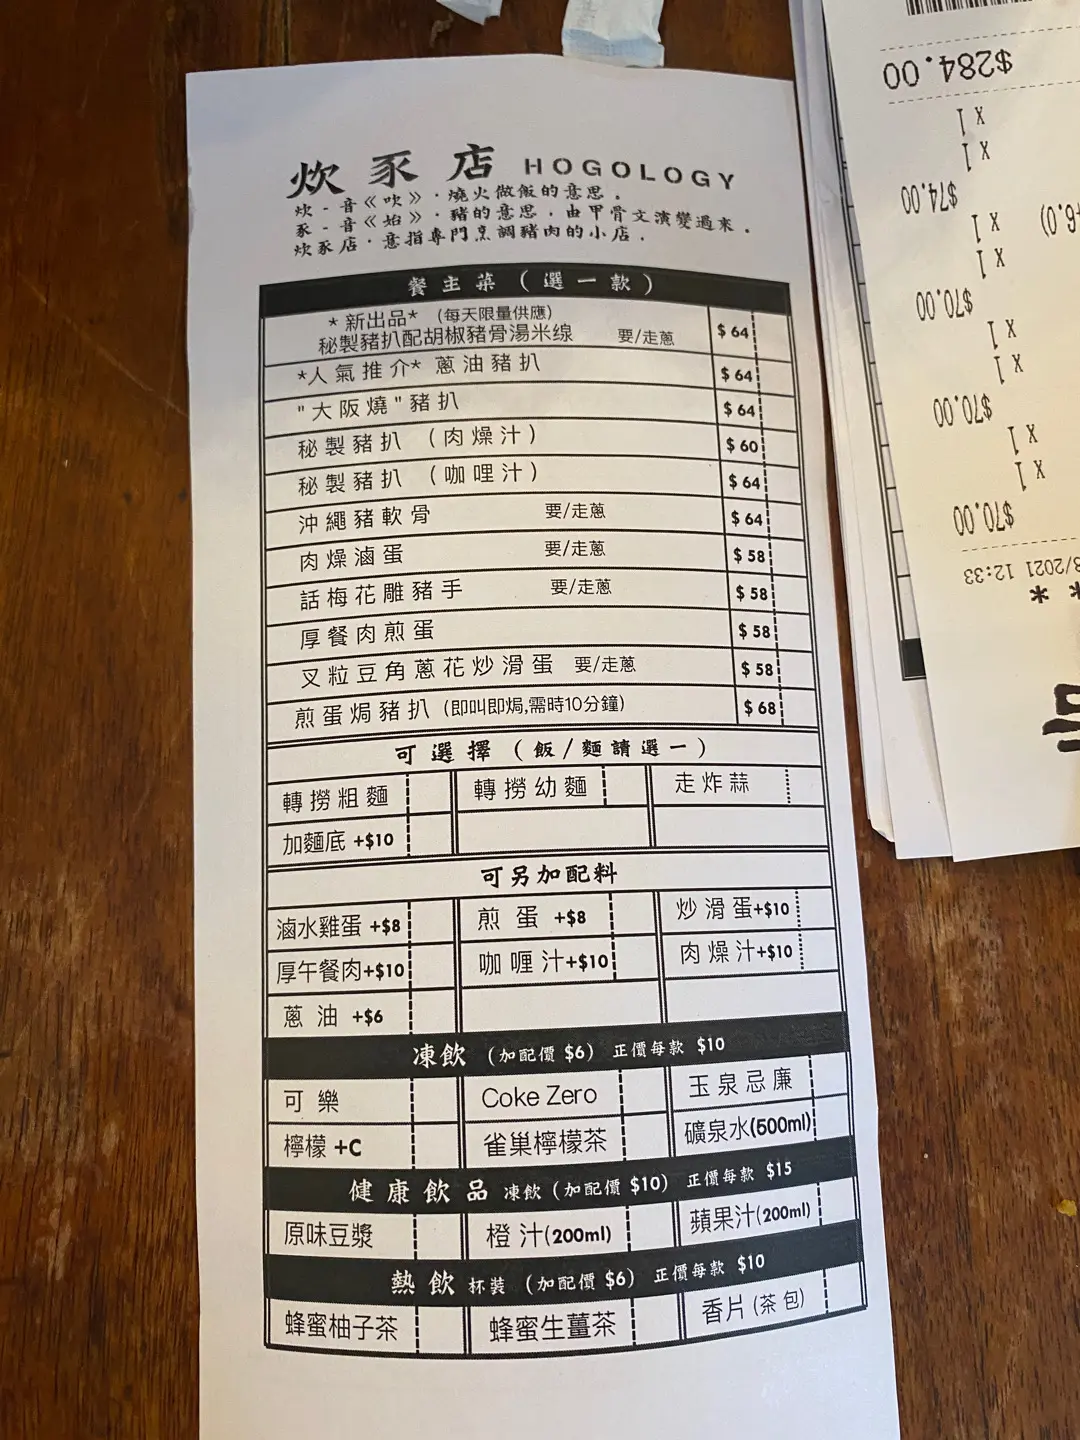 炊豕店 HOGOLOGY
炊-音《吹》·燒火做飯的意思。
豕-音《始》·豬的意思,由甲骨文演變過來。
炊豕店·意指專門烹調豬肉的小店。
餐主菜(選一款)
*新出品* (每天限量供應)
秘製豬扒配胡椒豬骨湯米线 要/走蔥 $64
*人氣推介* 蔥油豬扒 $64
"大阪燒"豬扒 $64
秘製豬扒 (肉燥汁) $60
秘製豬扒 (咖哩汁) $64
沖繩豬軟骨 要/走蔥 $64
肉燥滷蛋 要/走蔥 $58
話梅花雕豬手 要/走蔥 $58
厚餐肉煎蛋 $58
叉粒豆角蔥花炒滑蛋 要/走蔥 $58
煎蛋焗豬扒 (即叫即焗,需時10分鐘) $68
可選擇(飯/麵請選一)
轉撈粗麵 轉撈幼麵 走炸蒜
加麵底 +$10
可另加配料
滷水雞蛋 +$8 煎蛋 +$8 炒滑蛋+$10
厚午餐肉+$10 咖喱汁+$10 肉燥汁+$10
蔥油 +$6
凍飲 (加配價 $6) 正價每款 $10
可樂 Coke Zero 玉泉忌廉
檸檬 +C 雀巢檸檬茶 礦泉水(500ml)
健康飲品 凍飲 (加配價 $10) 正價每款 $15
原味豆漿 橙汁(200ml) 蘋果汁(200ml)
熱飲 杯裝 (加配價 $6) 正價每款 $10
蜂蜜柚子茶 蜂蜜生薑茶 香片 (茶包)
/2021 12:33
$70.00
x 1
x 1
$70.00
x 1
x 1
$70.00
x 1
x 1
$74.00
x 1
x 1
$284.00